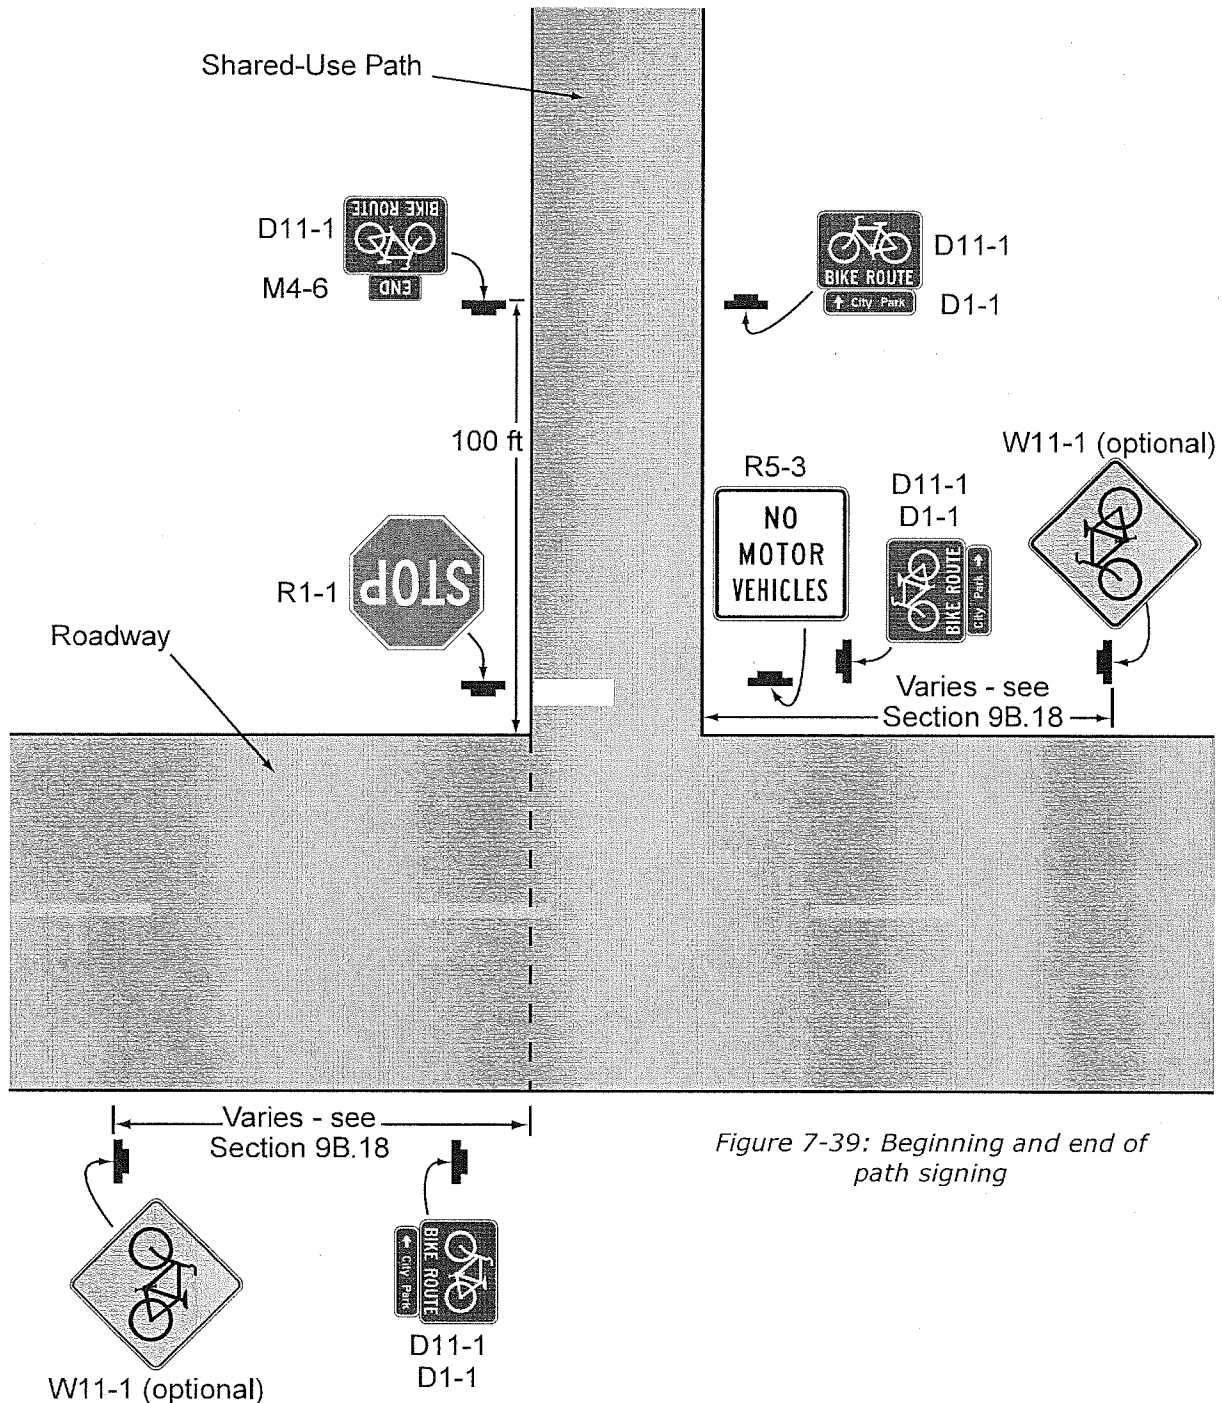 Shared-Use Path
D11-1
BIKE ROUTE
M4-6
END
BIKE ROUTE
D11-1
↑ City Park
D1-1
100 ft
W11-1 (optional)
R5-3
NO
MOTOR
VEHICLES
D11-1
D1-1
BIKE ROUTE
City Park →
R1-1
STOP
Roadway
Varies - see
Section 9B.18
Varies - see
Section 9B.18
Figure 7-39: Beginning and end of
path signing
← City Park
BIKE ROUTE
D11-1
D1-1
W11-1 (optional)